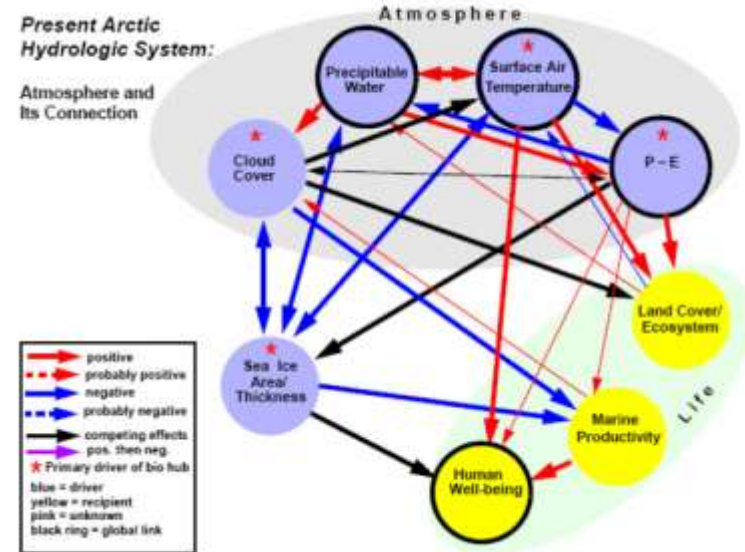 Present Arctic
Hydrologic System:
Atmosphere and
Its Connection
Atmosphere
Precipitable
Water
*
Surface Air
Temperature
*
P – E
*
Cloud
Cover
*
Sea Ice
Area/
Thickness
Land Cover/
Ecosystem
Marine
Productivity
Human
Well-being
Life
positive
probably positive
negative
probably negative
competing effects
pos. then neg.
* Primary driver of bio hub
blue = driver
yellow = recipient
pink = unknown
black ring = global link